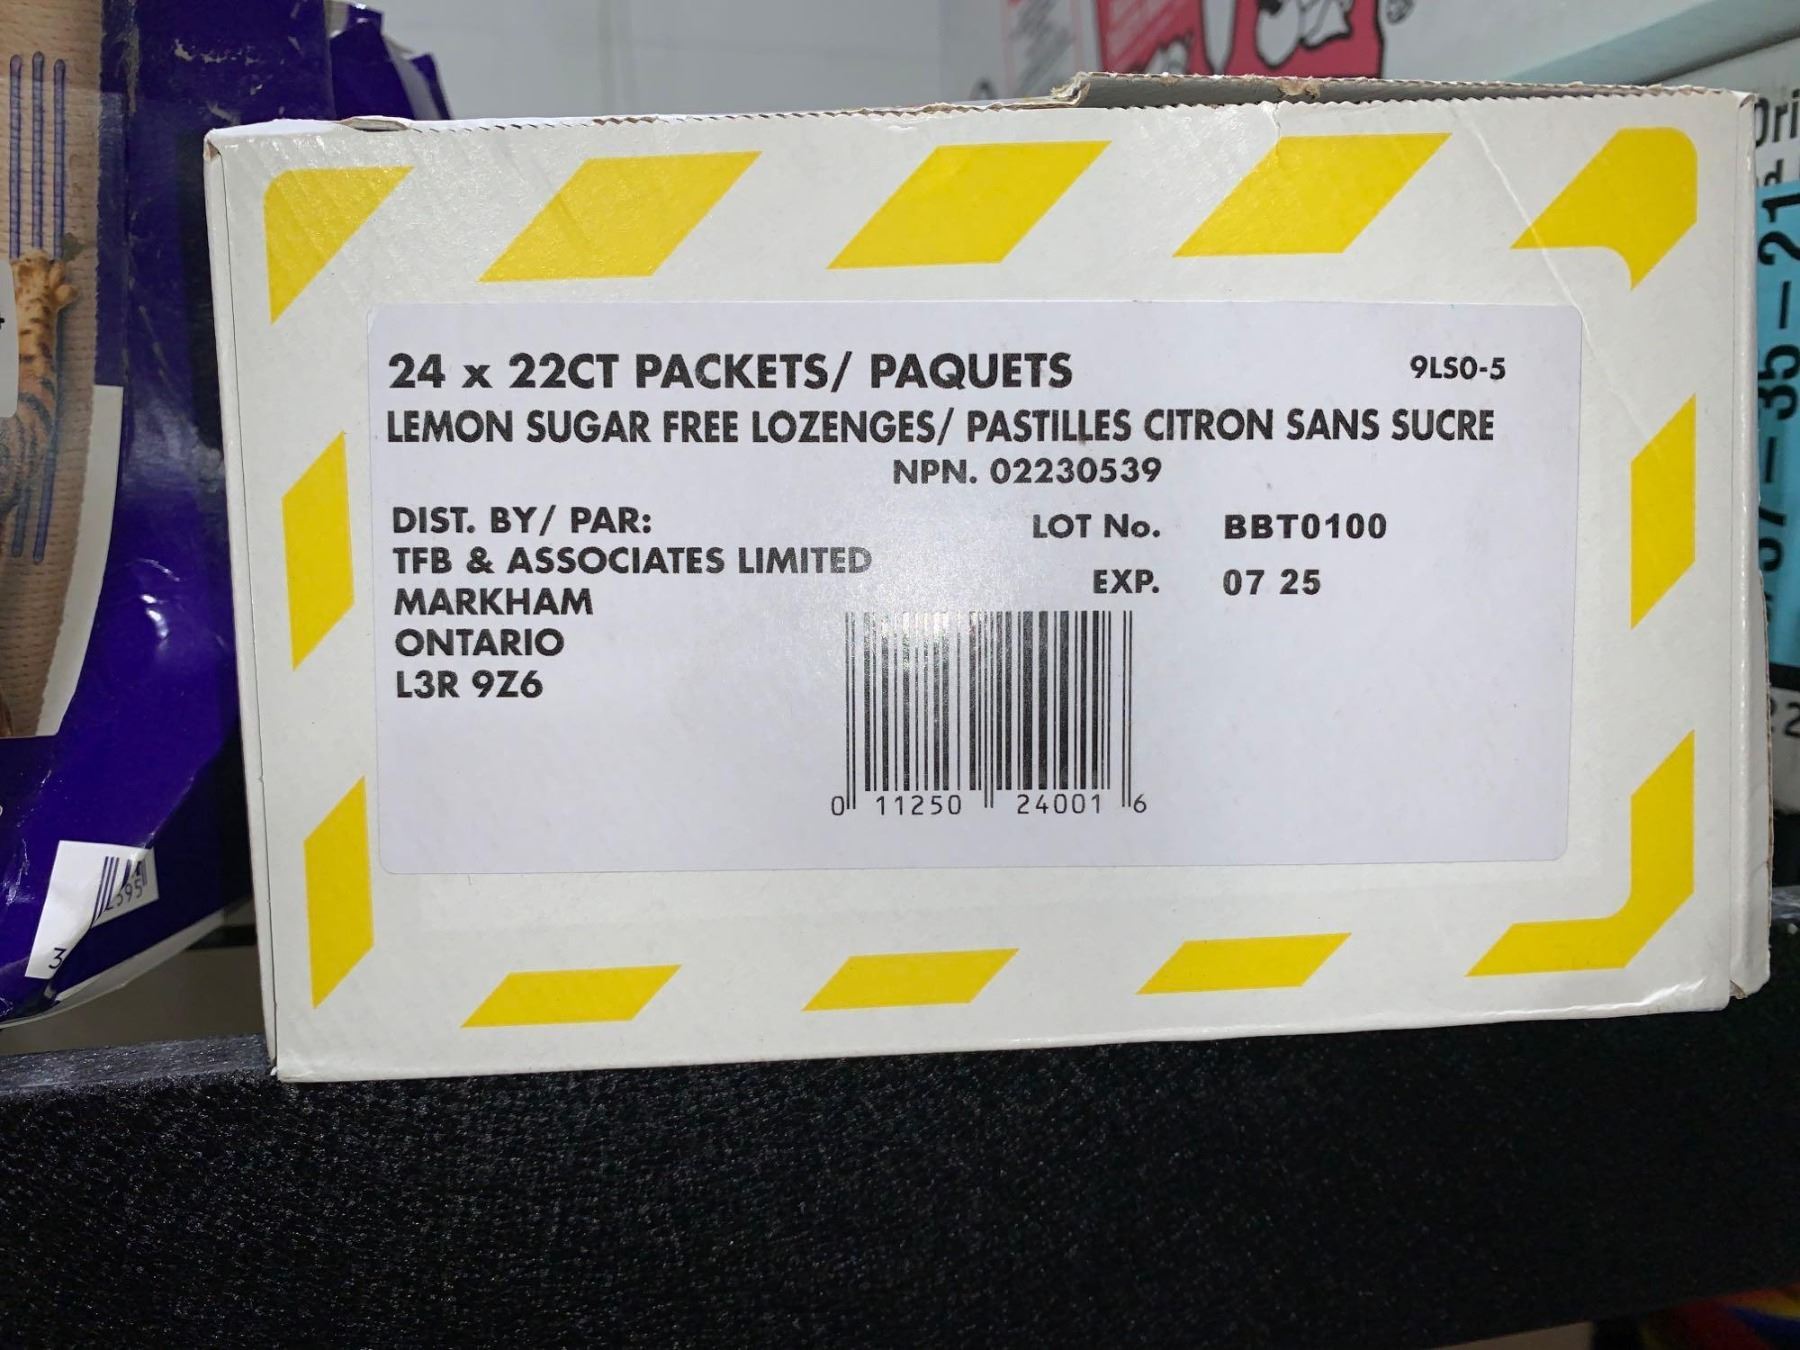 24 x 22CT PACKETS/ PAQUETS 9LS0-5
LEMON SUGAR FREE LOZENGES/ PASTILLES CITRON SANS SUCRE
NPN. 02230539
DIST. BY/ PAR:
TFB & ASSOCIATES LIMITED
MARKHAM
ONTARIO
L3R 9Z6
LOT No. BBT0100
EXP. 07 25
0 11250 24001 6